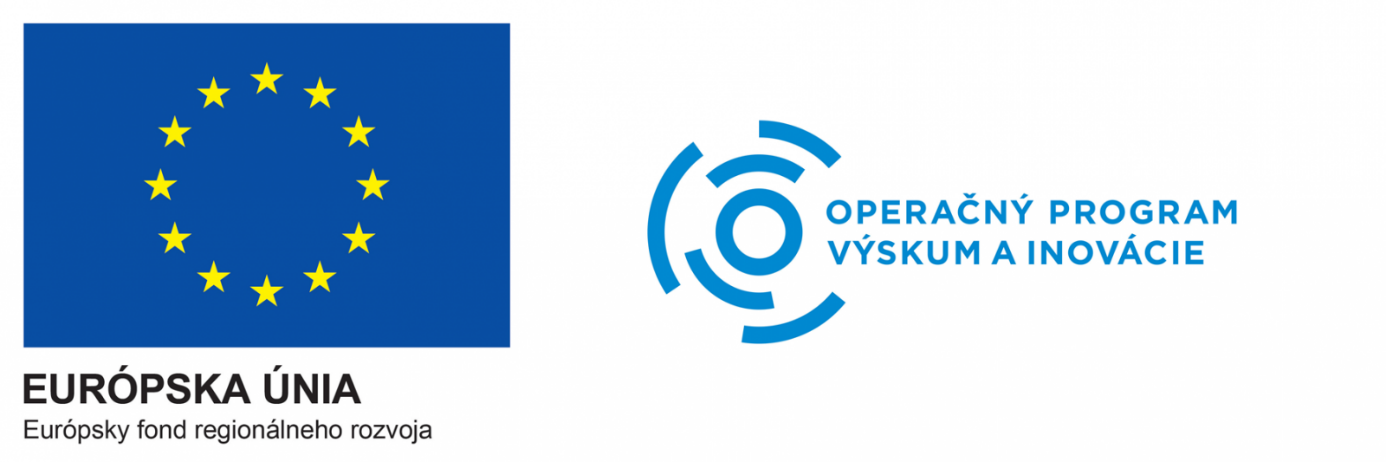 EURÓPSKA ÚNIA
Európsky fond regionálneho rozvoja
OPERAČNÝ PROGRAM
VÝSKUM A INOVÁCIE